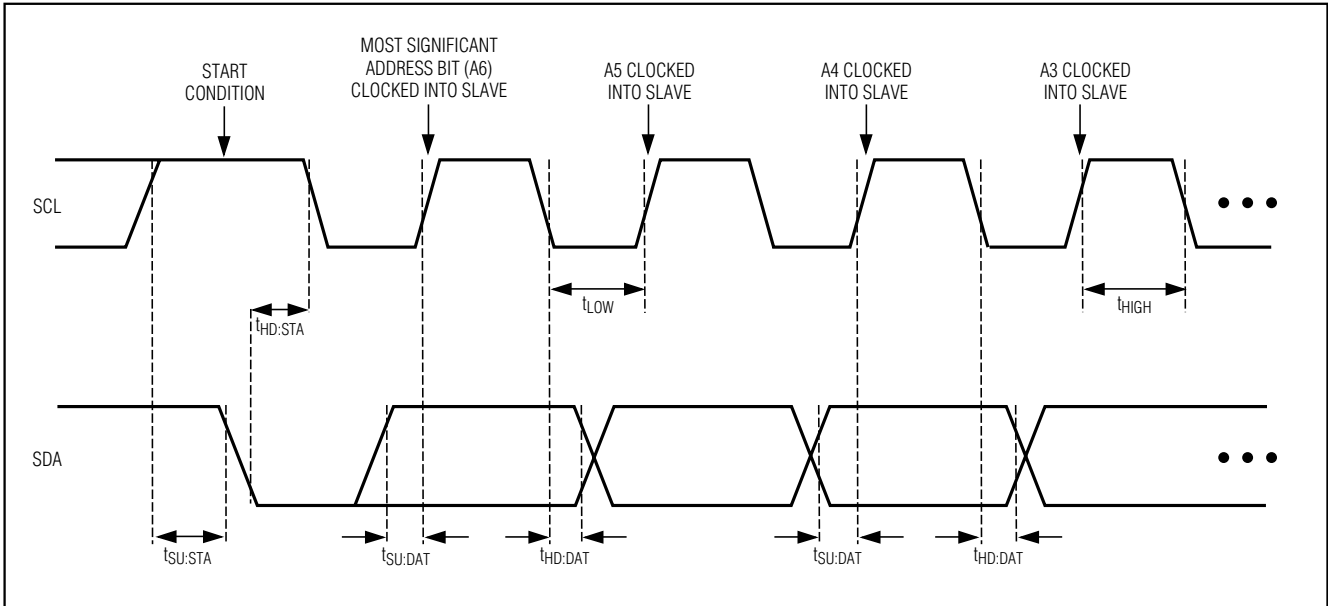 START
CONDITION
MOST SIGNIFICANT
ADDRESS BIT (A6)
CLOCKED INTO SLAVE
A5 CLOCKED
INTO SLAVE
A4 CLOCKED
INTO SLAVE
A3 CLOCKED
INTO SLAVE
SCL
tHD:STA
tLOW
tHIGH
SDA
tSU:STA
tSU:DAT
tHD:DAT
tSU:DAT
tHD:DAT